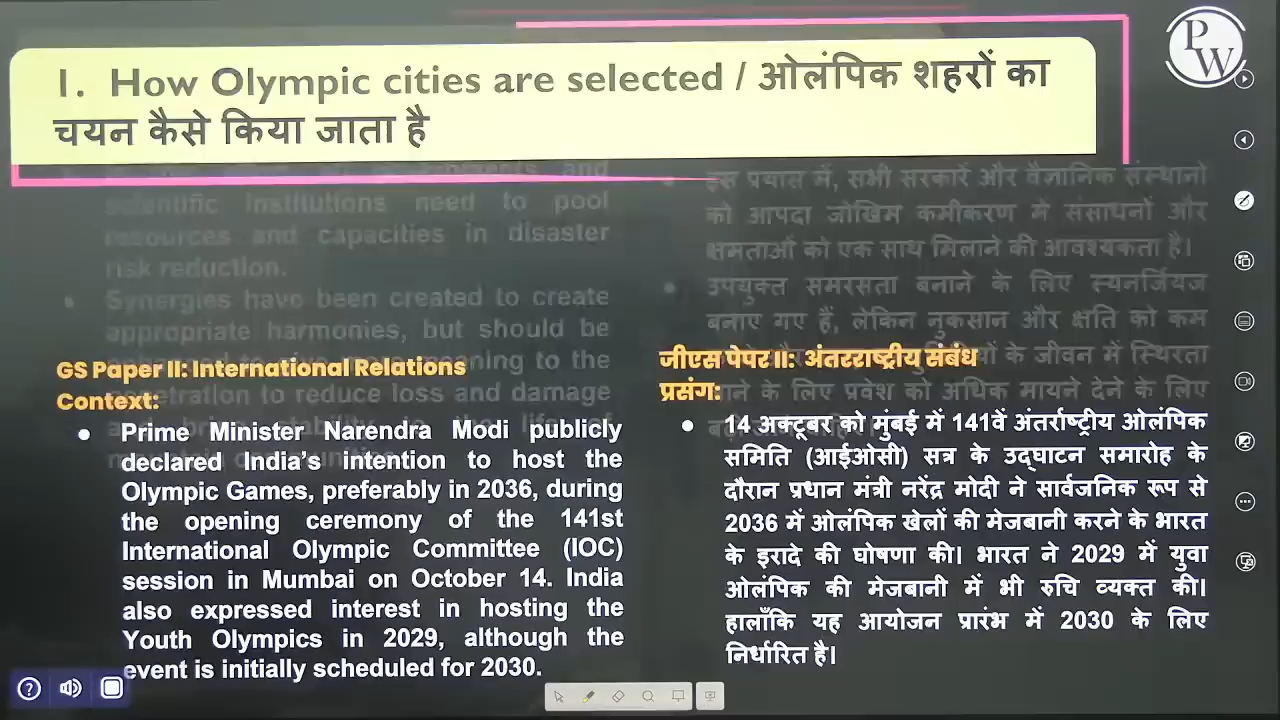 PW
1. How Olympic cities are selected / ओलंपिक शहरों का
चयन कैसे किया जाता है
scientific institutions need to pool
resources and capacities in disaster
risk reduction.
Synergies have been created to create
appropriate harmonies, but should be
इस प्रयास में, सभी सरकारें और वैज्ञानिक संस्थानों
को आपदा जोखिम कमीकरण में संसाधनों और
क्षमताओं को एक साथ मिलाने की आवश्यकता है।
उपयुक्त समरसता बनाने के लिए स्यनर्जियज
बनाए गए हैं, लेकिन नुकसान और क्षति को कम
GS Paper II: International Relations
Context:
• Prime Minister Narendra Modi publicly
declared India's intention to host the
Olympic Games, preferably in 2036, during
the opening ceremony of the 141st
International Olympic Committee (IOC)
session in Mumbai on October 14. India
also expressed interest in hosting the
Youth Olympics in 2029, although the
event is initially scheduled for 2030.
जीएस पेपर II: अंतरराष्ट्रीय संबंध
प्रसंग:
• 14 अक्टूबर को मुंबई में 141वें अंतर्राष्ट्रीय ओलंपिक
समिति (आईओसी) सत्र के उद्घाटन समारोह के
दौरान प्रधान मंत्री नरेंद्र मोदी ने सार्वजनिक रूप से
2036 में ओलंपिक खेलों की मेजबानी करने के भारत
के इरादे की घोषणा की। भारत ने 2029 में युवा
ओलंपिक की मेजबानी में भी रुचि व्यक्त की।
हालाँकि यह आयोजन प्रारंभ में 2030 के लिए
निर्धारित है।